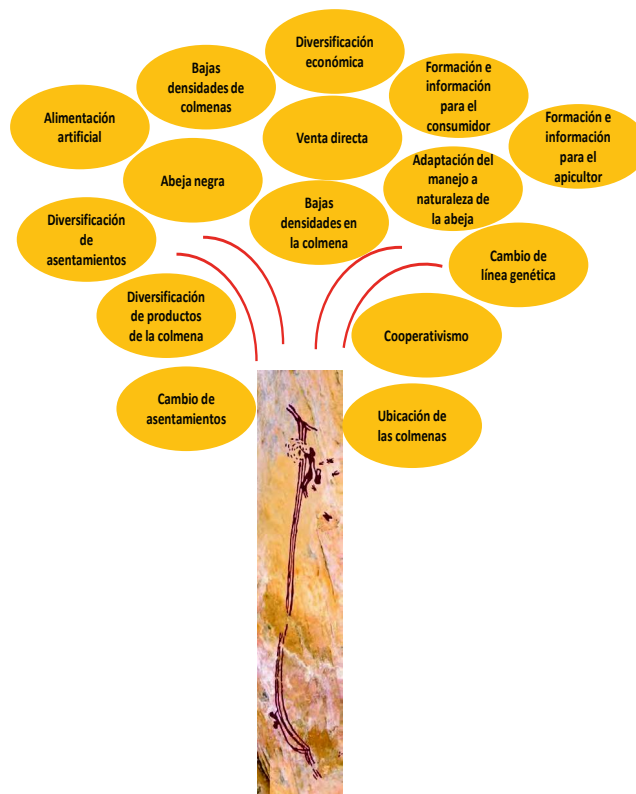 Diversificación
económica
Bajas
densidades de
colmenas
Formación e
información
para el
consumidor
Alimentación
artificial
Venta directa
Formación e
información
para el
apicultor
Abeja negra
Adaptación del
manejo a
naturaleza de
la abeja
Bajas
densidades en
la colmena
Diversificación
de
asentamientos
Cambio de
línea genética
Diversificación
de productos
de la colmena
Cooperativismo
Cambio de
asentamientos
Ubicación de
las colmenas